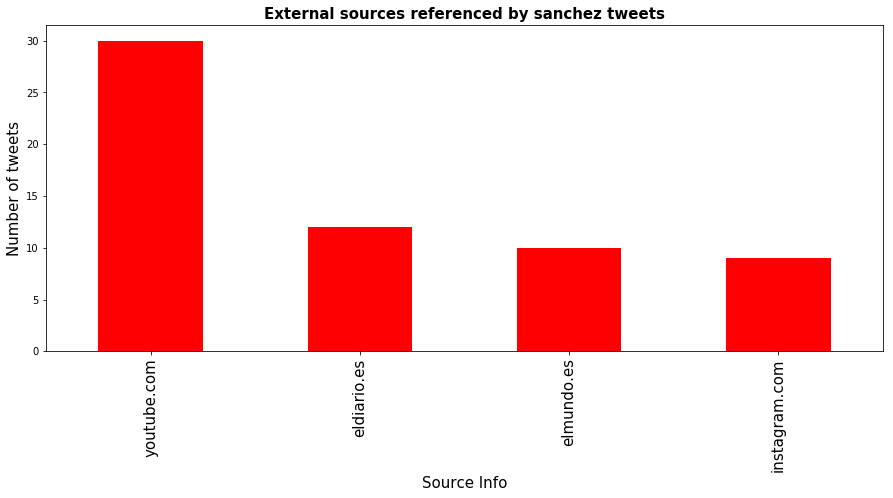 External sources referenced by sanchez tweets
Number of tweets
30
25
20
15
10
5
0
youtube.com
eldiario.es
elmundo.es
instagram.com
Source Info